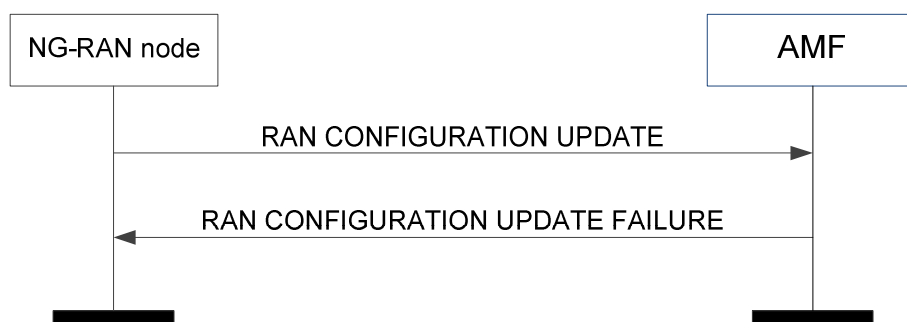 NG-RAN node
AMF
RAN CONFIGURATION UPDATE
RAN CONFIGURATION UPDATE FAILURE